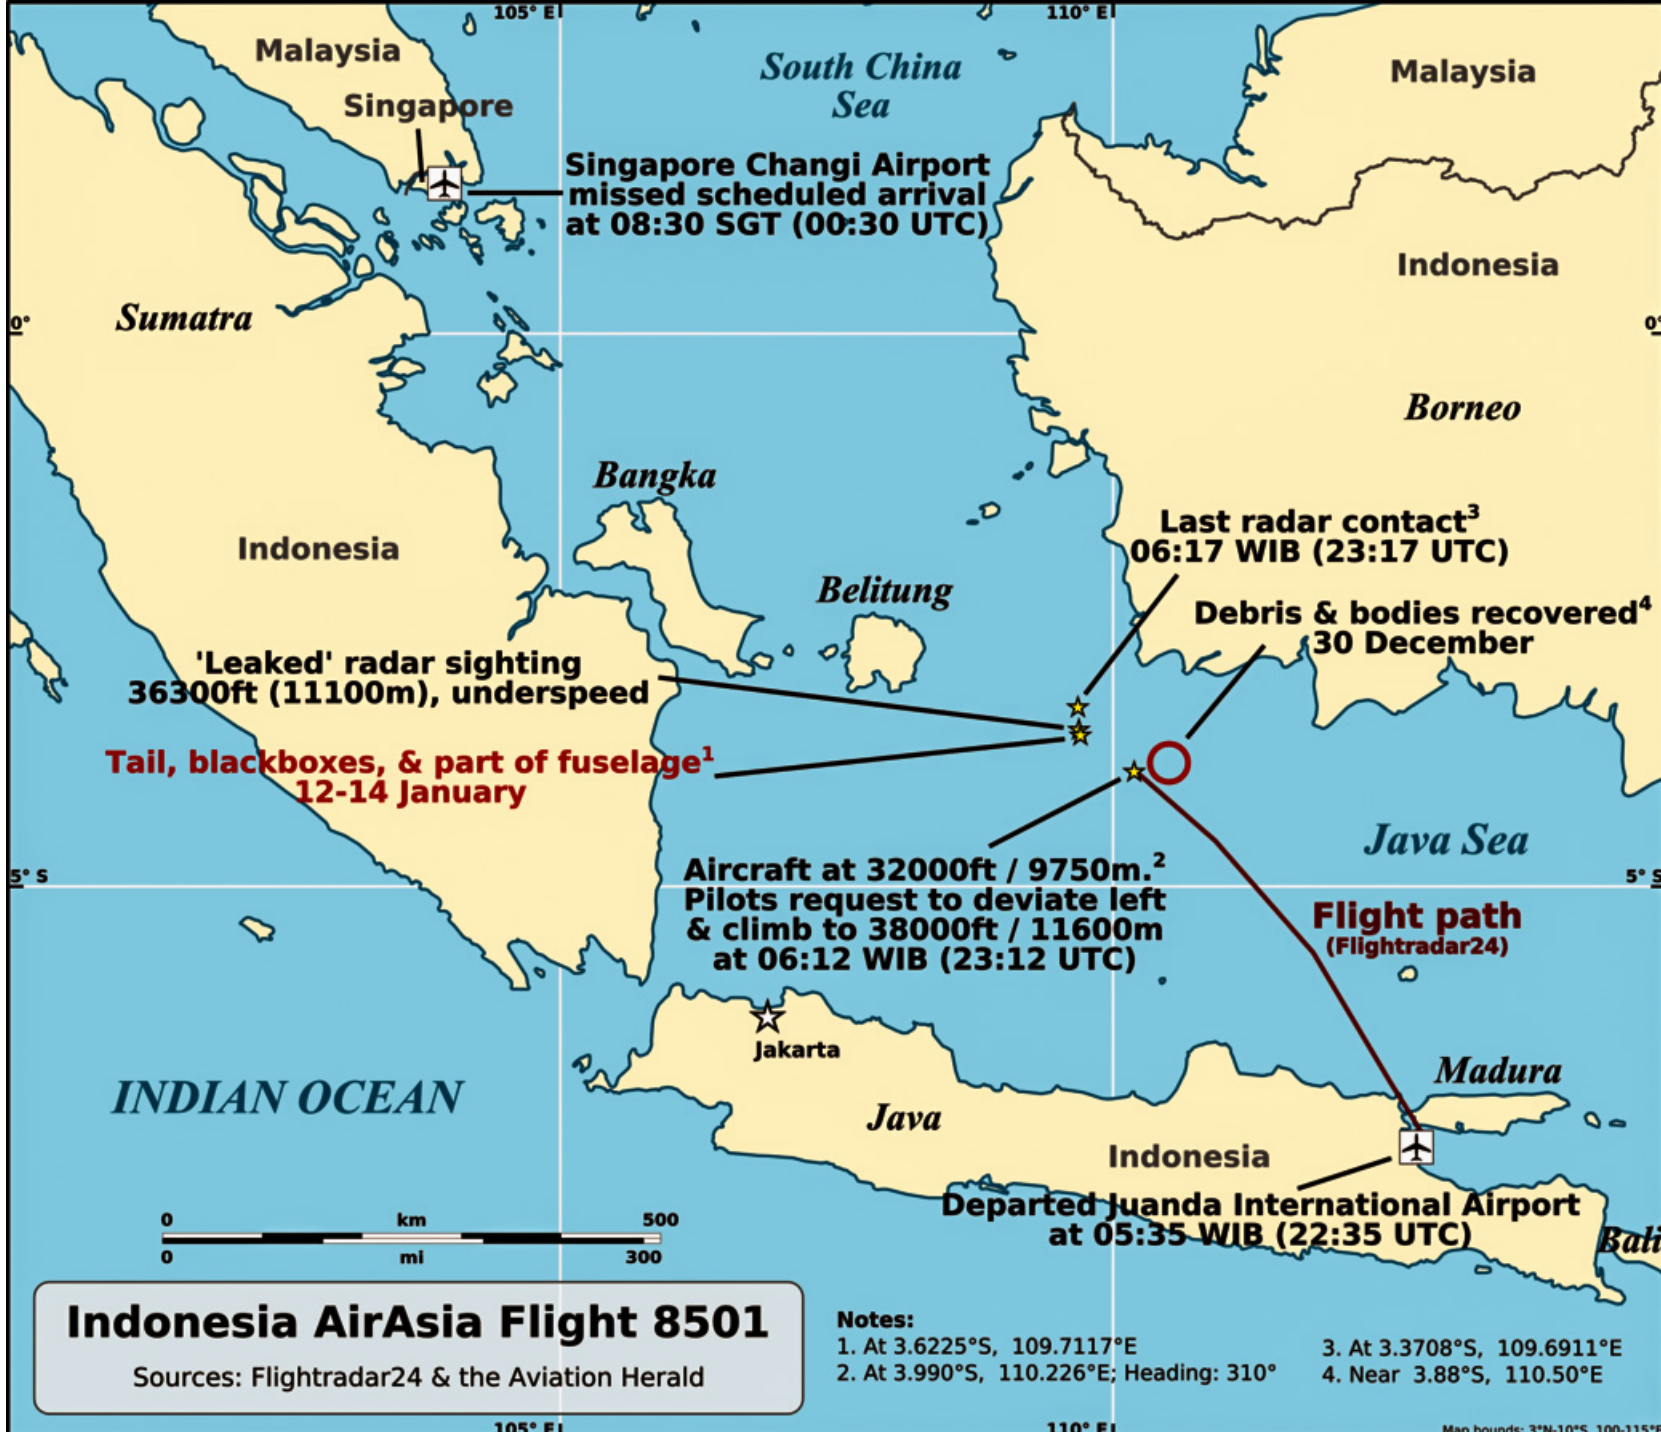 105° E
110° E
Malaysia
South China
Sea
Malaysia
Singapore
Singapore Changi Airport
missed scheduled arrival
at 08:30 SGT (00:30 UTC)
Indonesia
Sumatra
0°
0°
Borneo
Bangka
Last radar contact3
06:17 WIB (23:17 UTC)
Indonesia
Belitung
Debris & bodies recovered4
30 December
'Leaked' radar sighting
36300ft (11100m), underspeed
Tail, blackboxes, & part of fuselage1
12-14 January
Java Sea
Aircraft at 32000ft / 9750m.2
Pilots request to deviate left
& climb to 38000ft / 11600m
at 06:12 WIB (23:12 UTC)
5° S
5° S
Flight path
(Flightradar24)
Jakarta
Madura
INDIAN OCEAN
Java
Indonesia
Departed Juanda International Airport
at 05:35 WIB (22:35 UTC)
Bali
0 km 500
0 mi 300
Indonesia AirAsia Flight 8501
Sources: Flightradar24 & the Aviation Herald
Notes:
1. At 3.6225°S, 109.7117°E
2. At 3.990°S, 110.226°E; Heading: 310°
3. At 3.3708°S, 109.6911°E
4. Near 3.88°S, 110.50°E
105° E
110° E
Map bounds: 3°N-10°S, 100-115°E